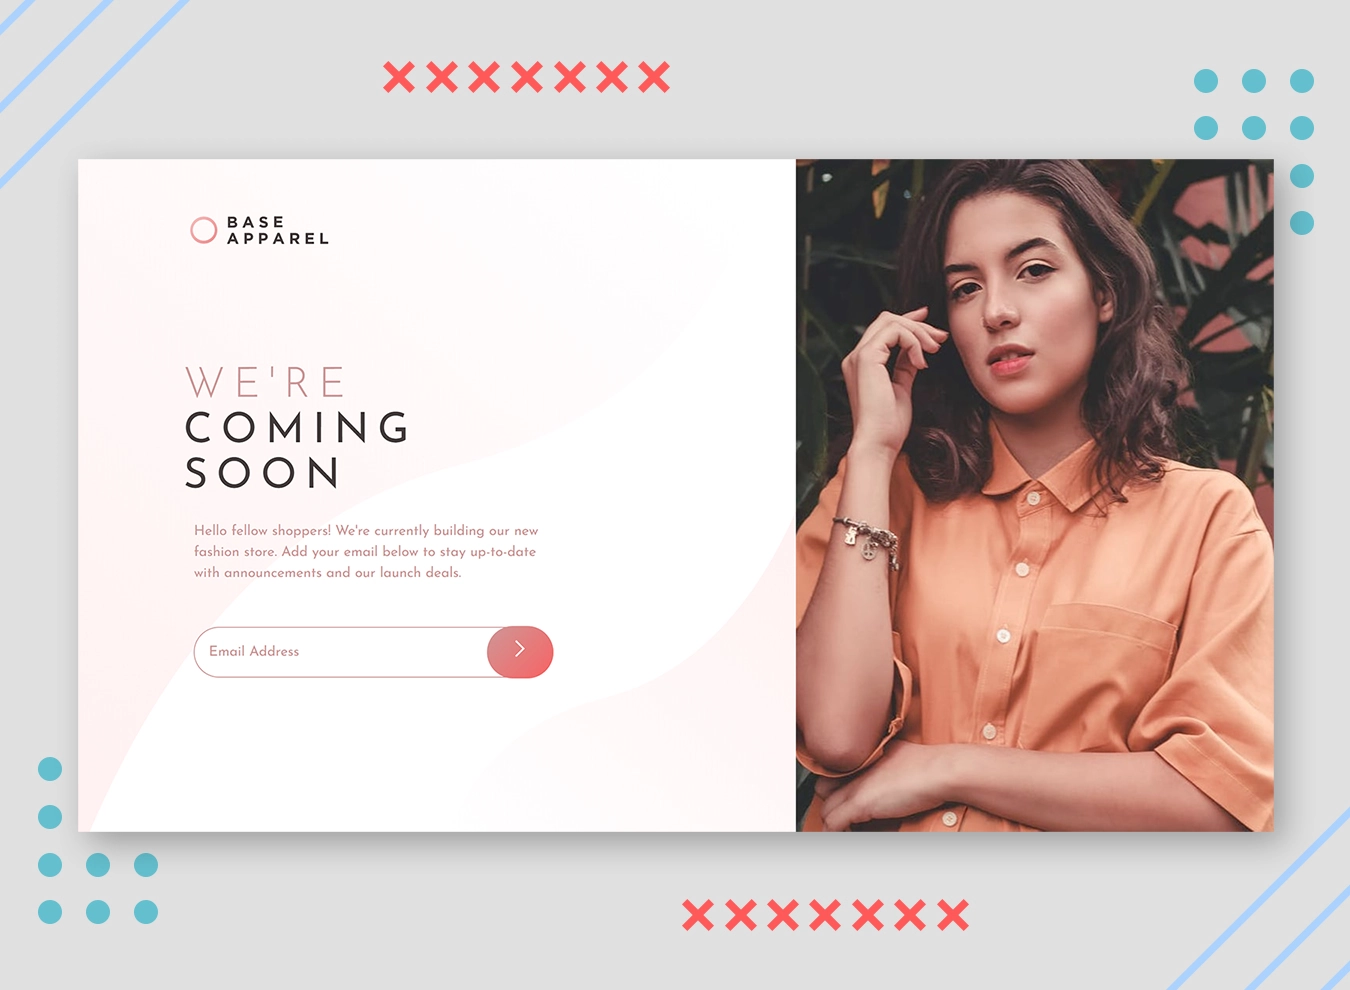 BASE
APPAREL
WE'RE
COMING
SOON
Hello fellow shoppers! We're currently building our new
fashion store. Add your email below to stay up-to-date
with announcements and our launch deals.
Email Address